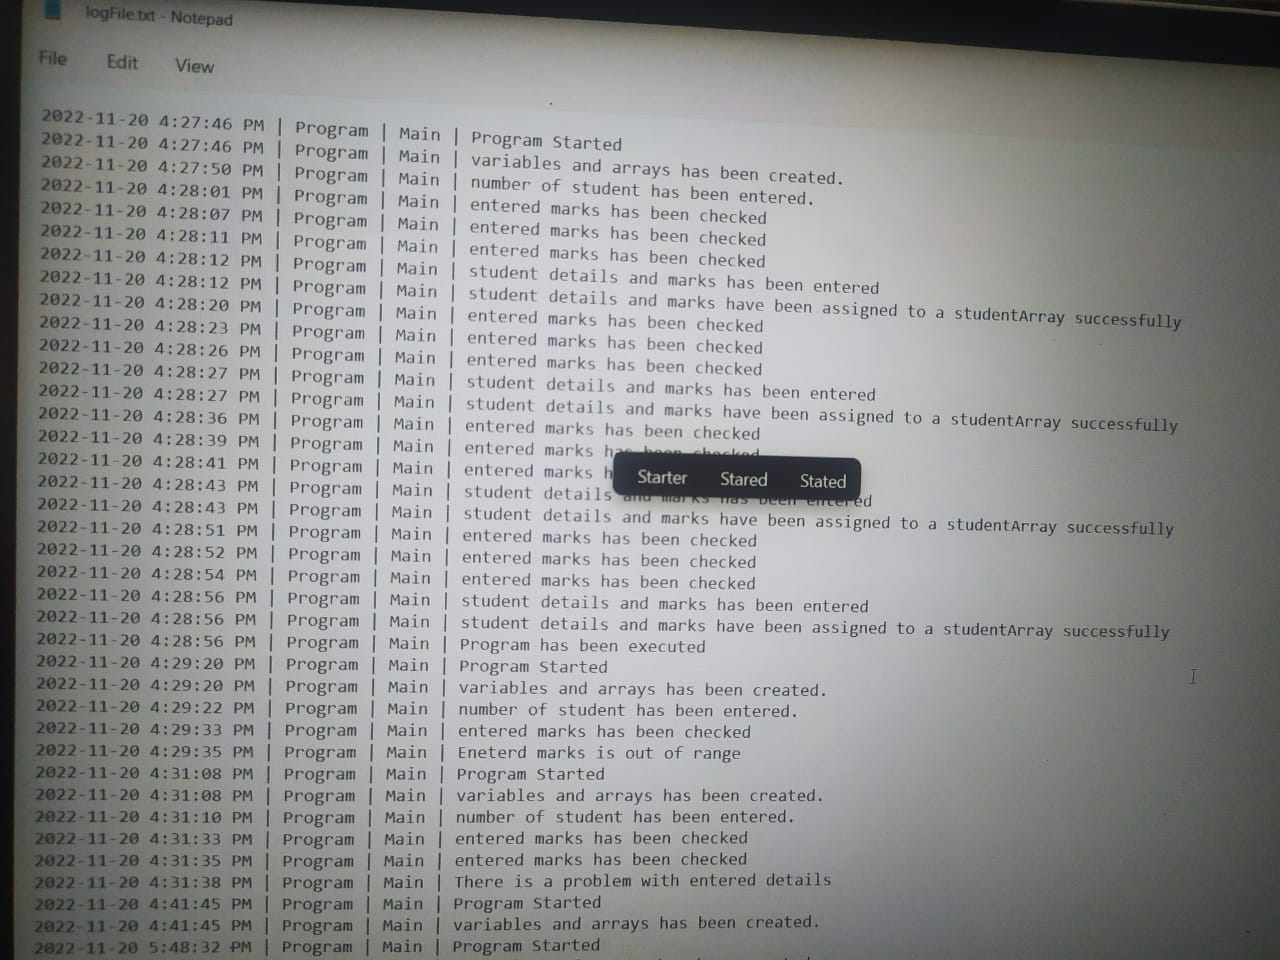 logFile.txt - Notepad
File Edit View
2022-11-20 4:27:46 PM | Program | Main | Program Started
2022-11-20 4:27:46 PM | Program | Main | variables and arrays has been created.
2022-11-20 4:27:50 PM | Program | Main | number of student has been entered.
2022-11-20 4:28:01 PM | Program | Main | entered marks has been checked
2022-11-20 4:28:07 PM | Program | Main | entered marks has been checked
2022-11-20 4:28:11 PM | Program | Main | entered marks has been checked
2022-11-20 4:28:12 PM | Program | Main | student details and marks has been entered
2022-11-20 4:28:12 PM | Program | Main | student details and marks have been assigned to a studentArray successfully
2022-11-20 4:28:20 PM | Program | Main | entered marks has been checked
2022-11-20 4:28:23 PM | Program | Main | entered marks has been checked
2022-11-20 4:28:26 PM | Program | Main | entered marks has been checked
2022-11-20 4:28:27 PM | Program | Main | student details and marks has been entered
2022-11-20 4:28:27 PM | Program | Main | student details and marks have been assigned to a studentArray successfully
2022-11-20 4:28:36 PM | Program | Main | entered marks has been checked
2022-11-20 4:28:39 PM | Program | Main | entered marks has been checked
2022-11-20 4:28:41 PM | Program | Main | entered marks
Starter Stared Stated
2022-11-20 4:28:43 PM | Program | Main | student details and marks has been entered
2022-11-20 4:28:43 PM | Program | Main | student details and marks have been assigned to a studentArray successfully
2022-11-20 4:28:51 PM | Program | Main | entered marks has been checked
2022-11-20 4:28:52 PM | Program | Main | entered marks has been checked
2022-11-20 4:28:54 PM | Program | Main | entered marks has been checked
2022-11-20 4:28:56 PM | Program | Main | student details and marks has been entered
2022-11-20 4:28:56 PM | Program | Main | student details and marks have been assigned to a studentArray successfully
2022-11-20 4:28:56 PM | Program | Main | Program has been executed
2022-11-20 4:29:20 PM | Program | Main | Program Started
2022-11-20 4:29:20 PM | Program | Main | variables and arrays has been created.
2022-11-20 4:29:22 PM | Program | Main | number of student has been entered.
2022-11-20 4:29:33 PM | Program | Main | entered marks has been checked
2022-11-20 4:29:35 PM | Program | Main | Eneterd marks is out of range
2022-11-20 4:31:08 PM | Program | Main | Program Started
2022-11-20 4:31:08 PM | Program | Main | variables and arrays has been created.
2022-11-20 4:31:10 PM | Program | Main | number of student has been entered.
2022-11-20 4:31:33 PM | Program | Main | entered marks has been checked
2022-11-20 4:31:35 PM | Program | Main | entered marks has been checked
2022-11-20 4:31:38 PM | Program | Main | There is a problem with entered details
2022-11-20 4:41:45 PM | Program | Main | Program Started
2022-11-20 4:41:45 PM | Program | Main | variables and arrays has been created.
2022-11-20 5:48:32 PM | Program | Main | Program Started